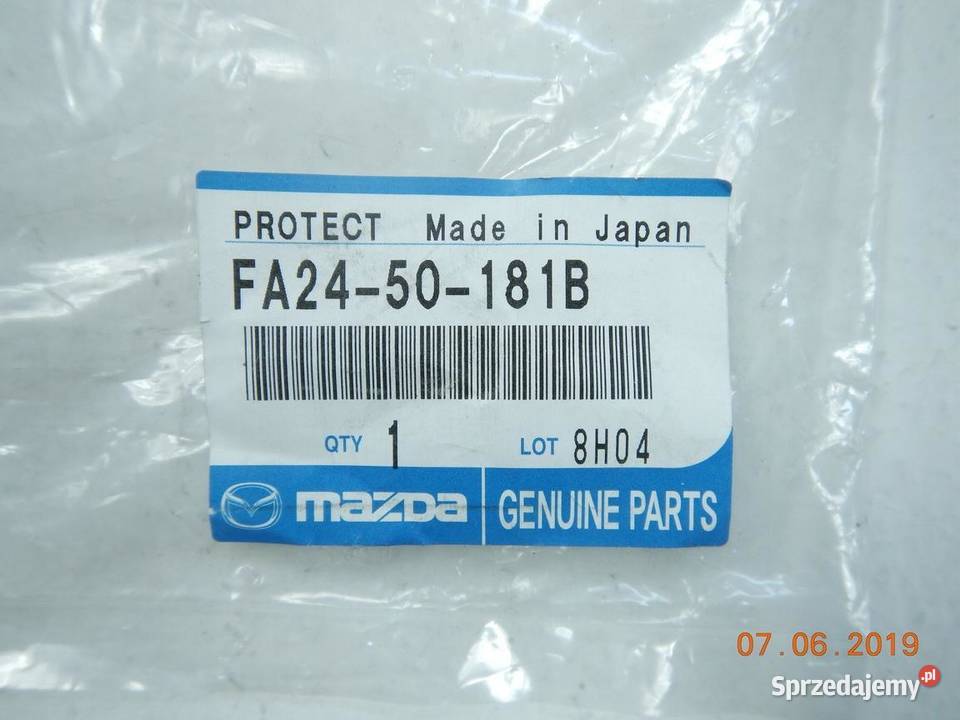 PROTECT Made in Japan
FA24-50-181B
QTY 1 LOT 8H04
mazda GENUINE PARTS
07.06.2019
Sprzedajemy.pl